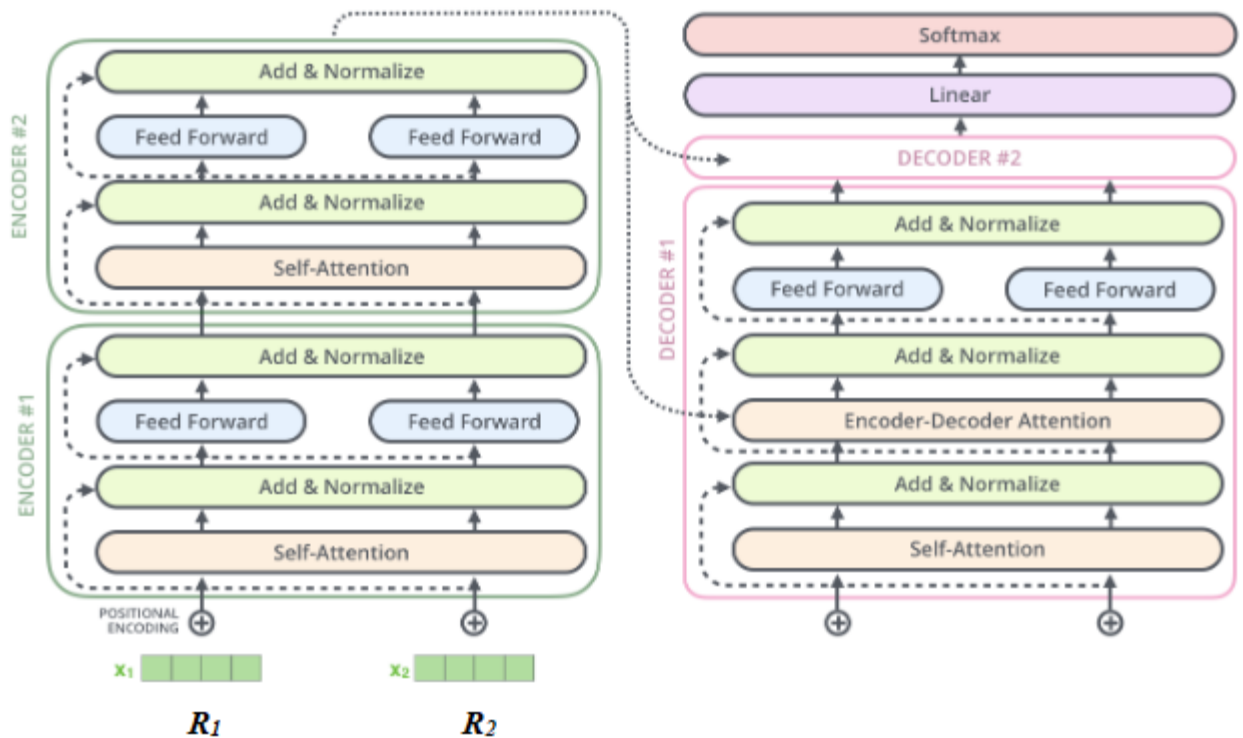 ENCODER #2
Add & Normalize
Feed Forward
Feed Forward
Add & Normalize
Self-Attention
ENCODER #1
Add & Normalize
Feed Forward
Feed Forward
Add & Normalize
Self-Attention
POSITIONAL
ENCODING
x1
x2
R1
R2
Softmax
Linear
DECODER #2
DECODER #1
Add & Normalize
Feed Forward
Feed Forward
Add & Normalize
Encoder-Decoder Attention
Add & Normalize
Self-Attention